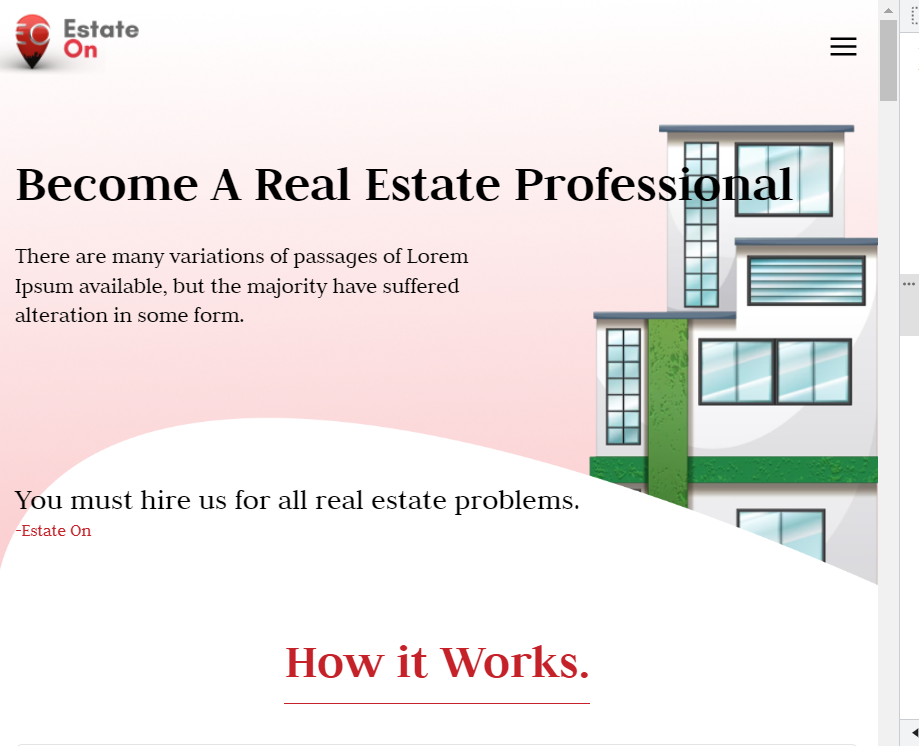 Estate
On
Become A Real Estate Professional
There are many variations of passages of Lorem
Ipsum available, but the majority have suffered
alteration in some form.
You must hire us for all real estate problems.
-Estate On
How it Works.